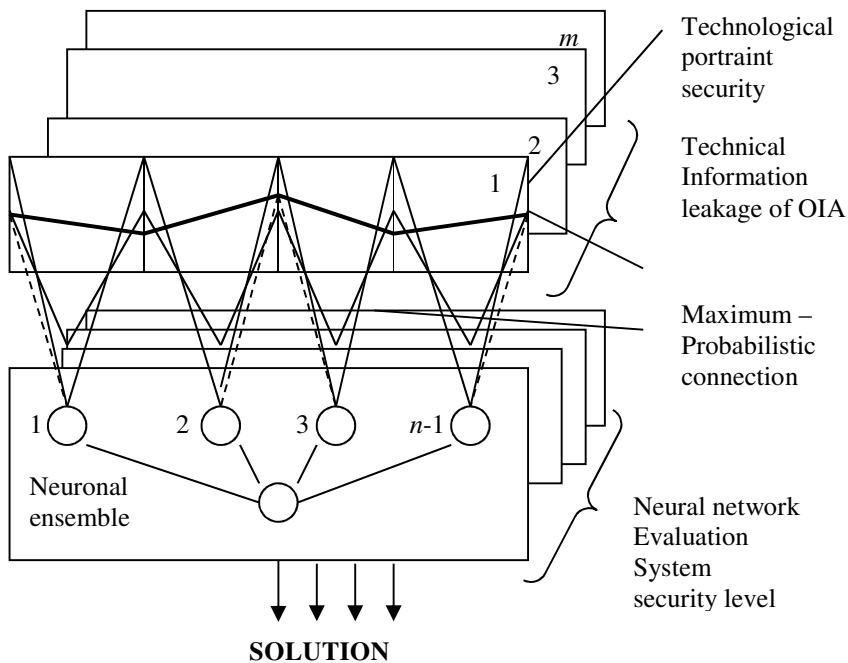 m
3
2
1
Technological
portraint
security
Technical
Information
leakage of OIA
Maximum –
Probabilistic
connection
1 2 3 n-1
Neuronal
ensemble
Neural network
Evaluation
System
security level
SOLUTION